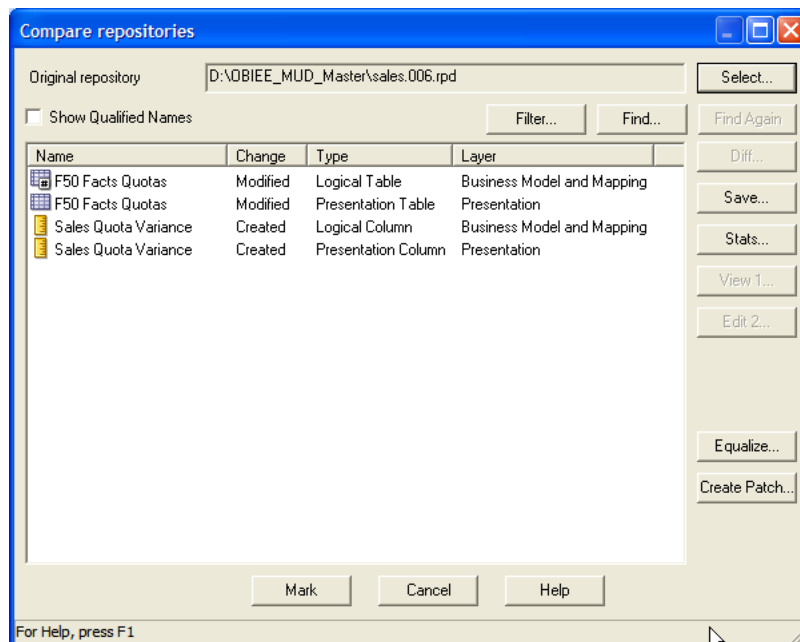 Compare repositories
Original repository D:\OBIEE_MUD_Master\sales.006.rpd Select...
Show Qualified Names Filter... Find... Find Again
Name Change Type Layer Diff...
F50 Facts Quotas Modified Logical Table Business Model and Mapping
F50 Facts Quotas Modified Presentation Table Presentation Save...
Sales Quota Variance Created Logical Column Business Model and Mapping
Sales Quota Variance Created Presentation Column Presentation Stats...
View 1...
Edit 2...
Equalize...
Create Patch...
Mark Cancel Help
For Help, press F1